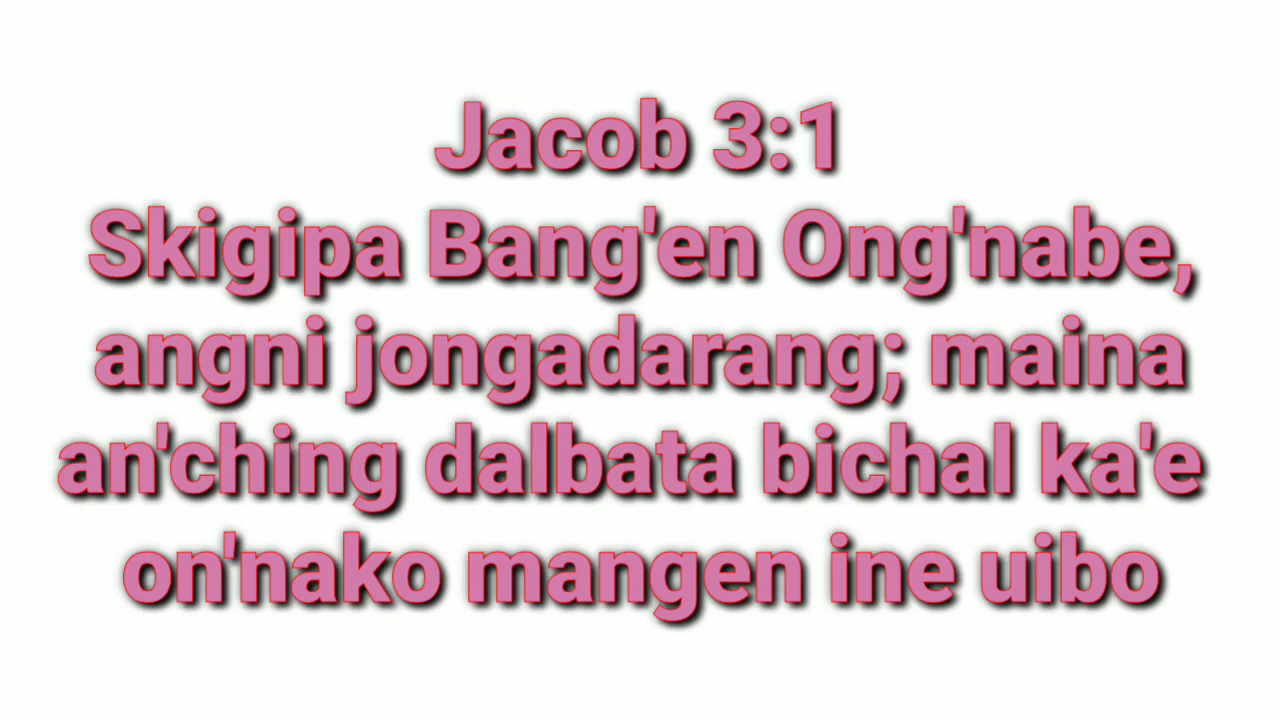 Jacob 3:1
Skigipa Bang'en Ong'nabe,
angni jongadarang; maina
an'ching dalbata bichal ka'e
on'nako mangen ine uibo